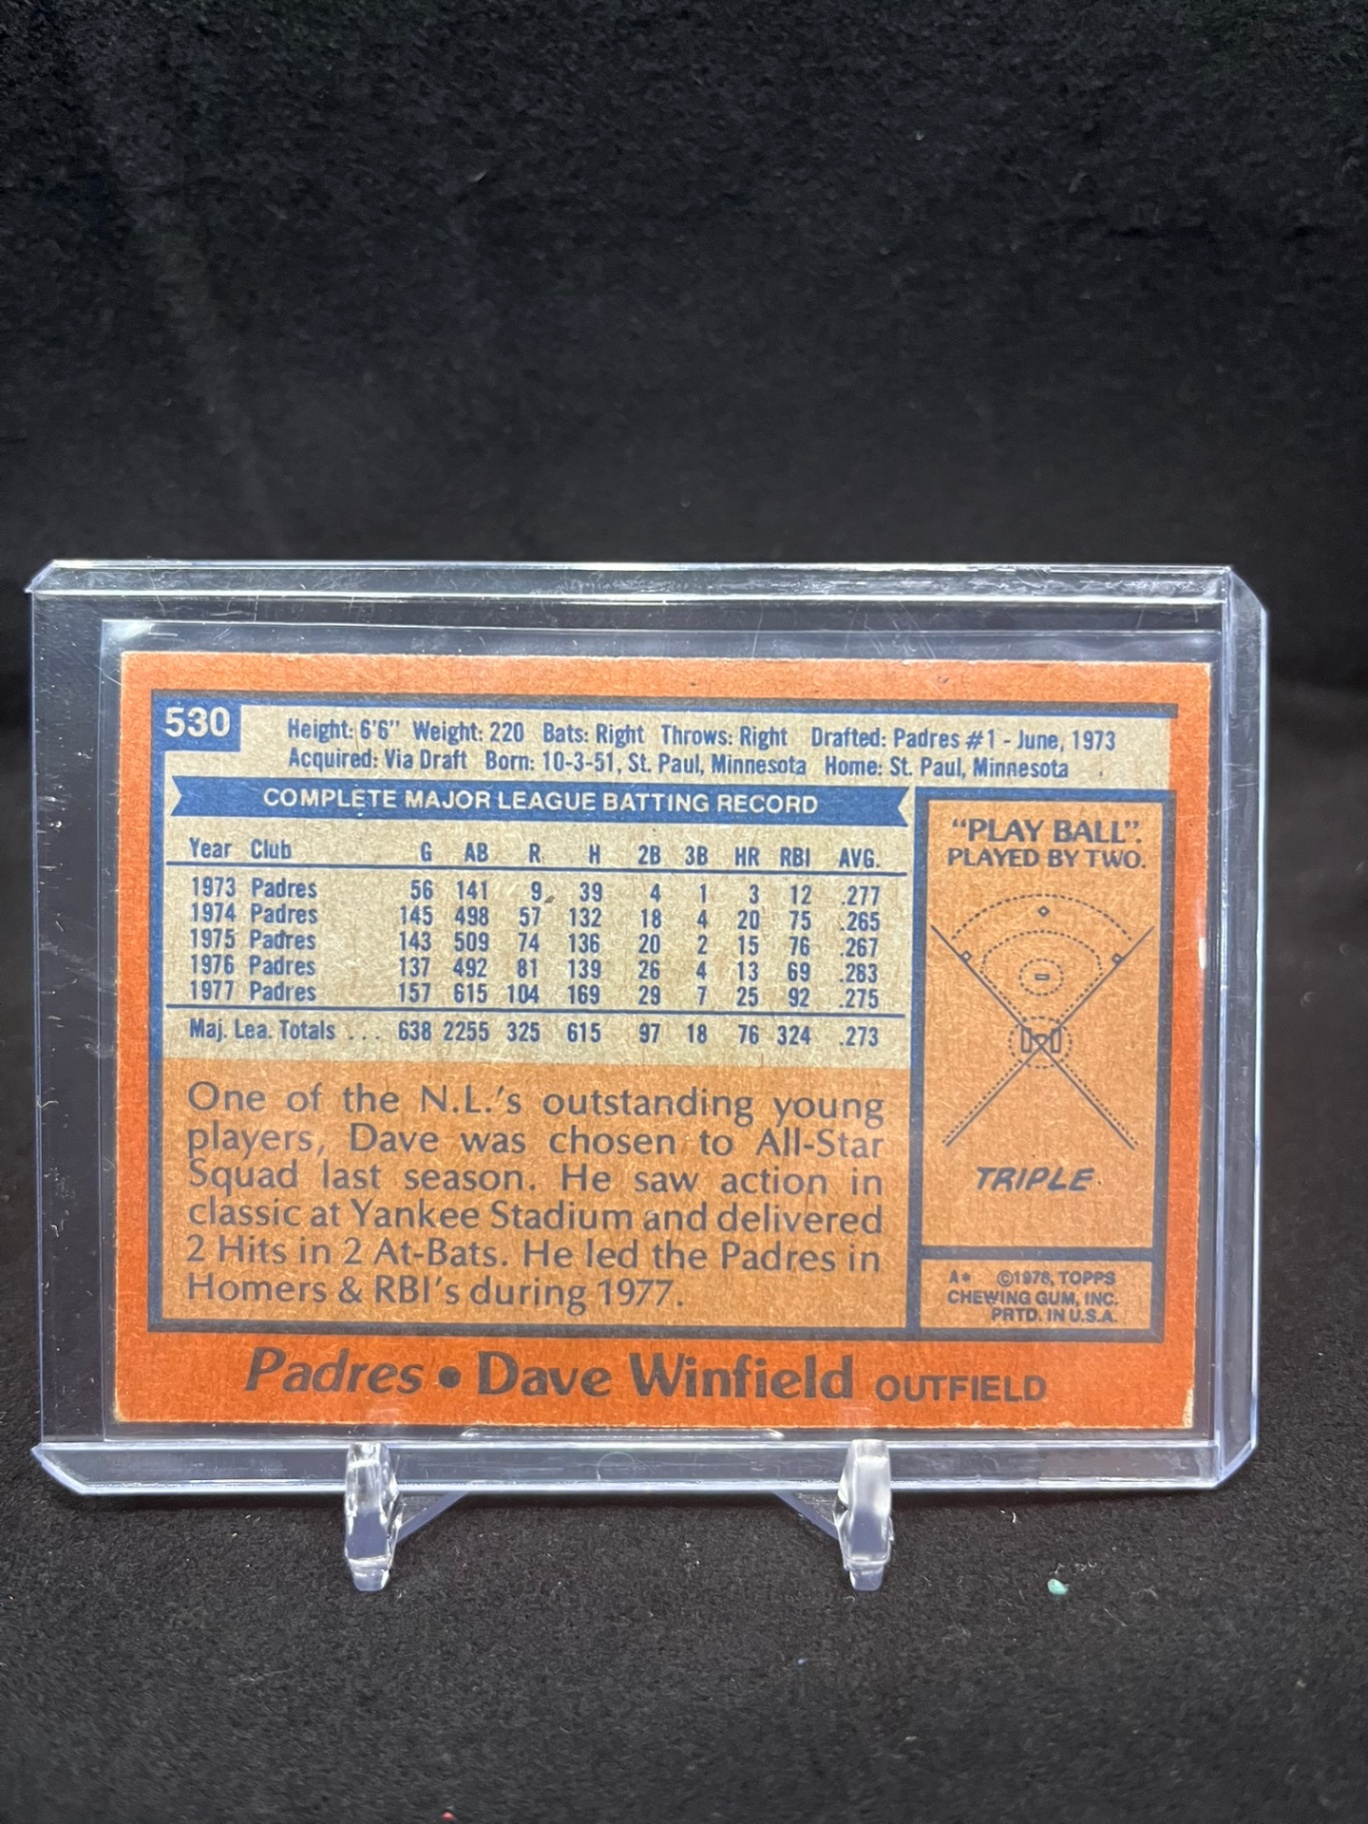 530
Height: 6'6" Weight: 220 Bats: Right Throws: Right Drafted: Padres #1 - June, 1973
Acquired: Via Draft Born: 10-3-51, St. Paul, Minnesota Home: St. Paul, Minnesota
COMPLETE MAJOR LEAGUE BATTING RECORD
Year Club G AB R H 2B 3B HR RBI AVG.
1973 Padres 56 141 9 39 4 1 3 12 .277
1974 Padres 145 498 57 132 18 4 20 75 .265
1975 Padres 143 509 74 136 20 2 15 76 .267
1976 Padres 137 492 81 139 26 4 13 69 .283
1977 Padres 157 615 104 169 29 7 25 92 .275
Maj. Lea. Totals ... 638 2255 325 615 97 18 76 324 .273
One of the N.L.'s outstanding young
players, Dave was chosen to All-Star
Squad last season. He saw action in
classic at Yankee Stadium and delivered
2 Hits in 2 At-Bats. He led the Padres in
Homers & RBI's during 1977.
"PLAY BALL".
PLAYED BY TWO.
TRIPLE
A* ©1978, TOPPS
CHEWING GUM, INC.
PRTD. IN U.S.A.
Padres • Dave Winfield OUTFIELD